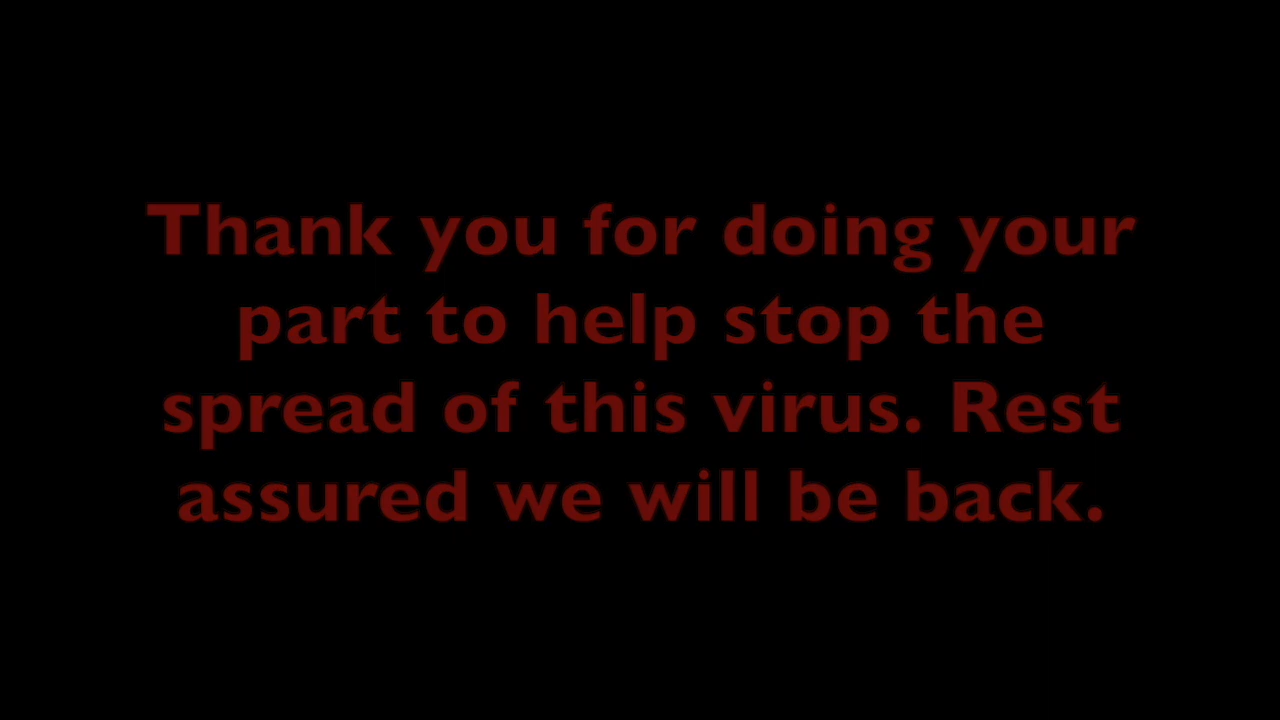 Thank you for doing your
part to help stop the
spread of this virus. Rest
assured we will be back.